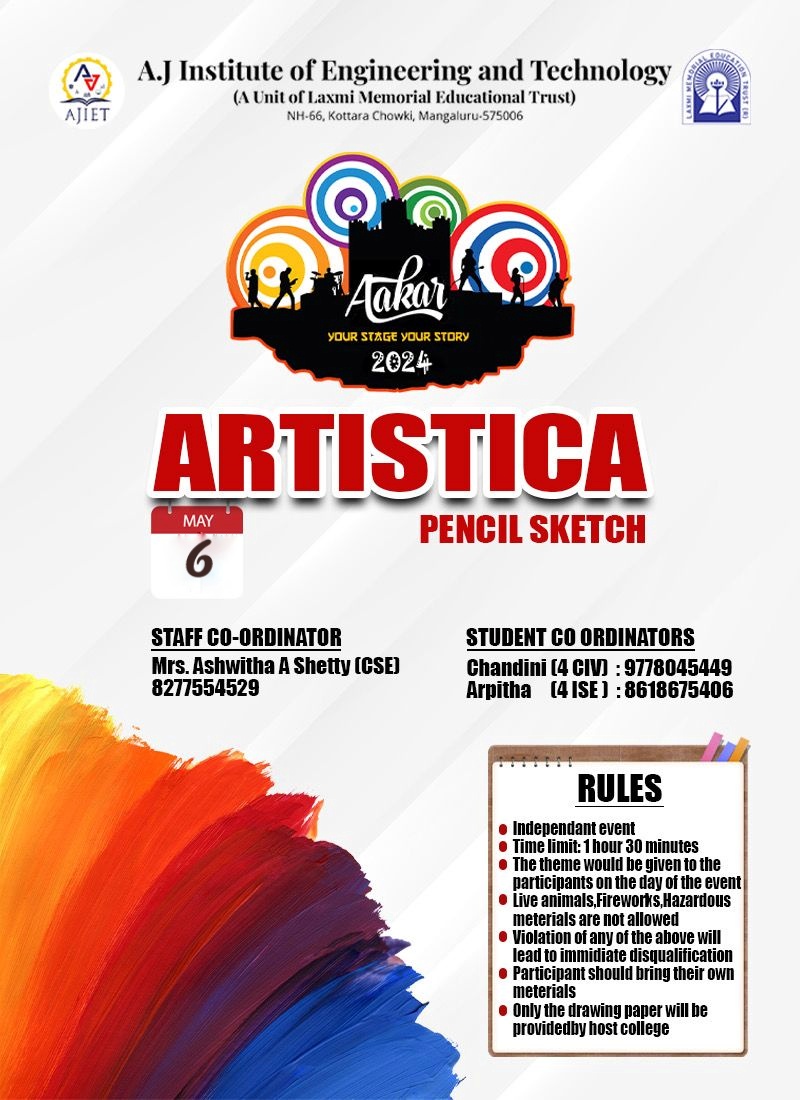 A.J Institute of Engineering and Technology
(A Unit of Laxmi Memorial Educational Trust)
NH-66, Kottara Chowki, Mangaluru-575006
AJIET
LAXMI MEMORIAL EDUCATION TRUST (R)
Aakar
YOUR STAGE YOUR STORY
2024
ARTISTICA
PENCIL SKETCH
MAY
6
STAFF CO-ORDINATOR
Mrs. Ashwitha A Shetty (CSE)
8277554529
STUDENT CO ORDINATORS
Chandini (4 CIV) : 9778045449
Arpitha (4 ISE ) : 8618675406
RULES
Independant event
Time limit: 1 hour 30 minutes
The theme would be given to the
participants on the day of the event
Live animals,Fireworks,Hazardous
meterials are not allowed
Violation of any of the above will
lead to immidiate disqualification
Participant should bring their own
meterials
Only the drawing paper will be
providedby host college